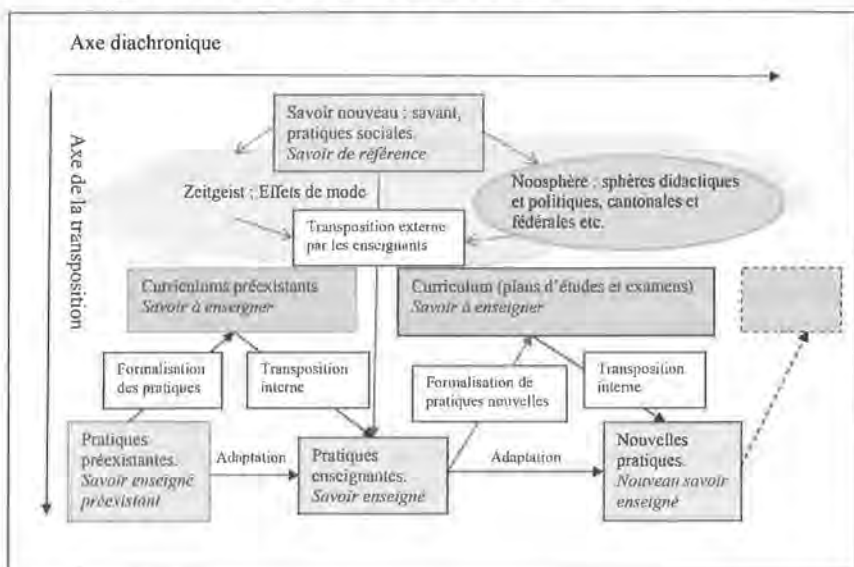 Axe diachronique
Axe de la transposition
Savoir nouveau : savant,
pratiques sociales.
Savoir de référence
Zeitgeist ; Effets de mode
Noosphère : sphères didactiques
et politiques, cantonales et
fédérales etc.
Transposition externe
par les enseignants
Curriculums préexistants
Savoir à enseigner
Curriculum (plans d'études et examens)
Savoir à enseigner
Formalisation
des pratiques
Transposition
interne
Formalisation de
pratiques nouvelles
Transposition
interne
Pratiques
préexistantes.
Savoir enseigné
préexistant
Adaptation
Pratiques
enseignantes.
Savoir enseigné
Adaptation
Nouvelles
pratiques.
Nouveau savoir
enseigné